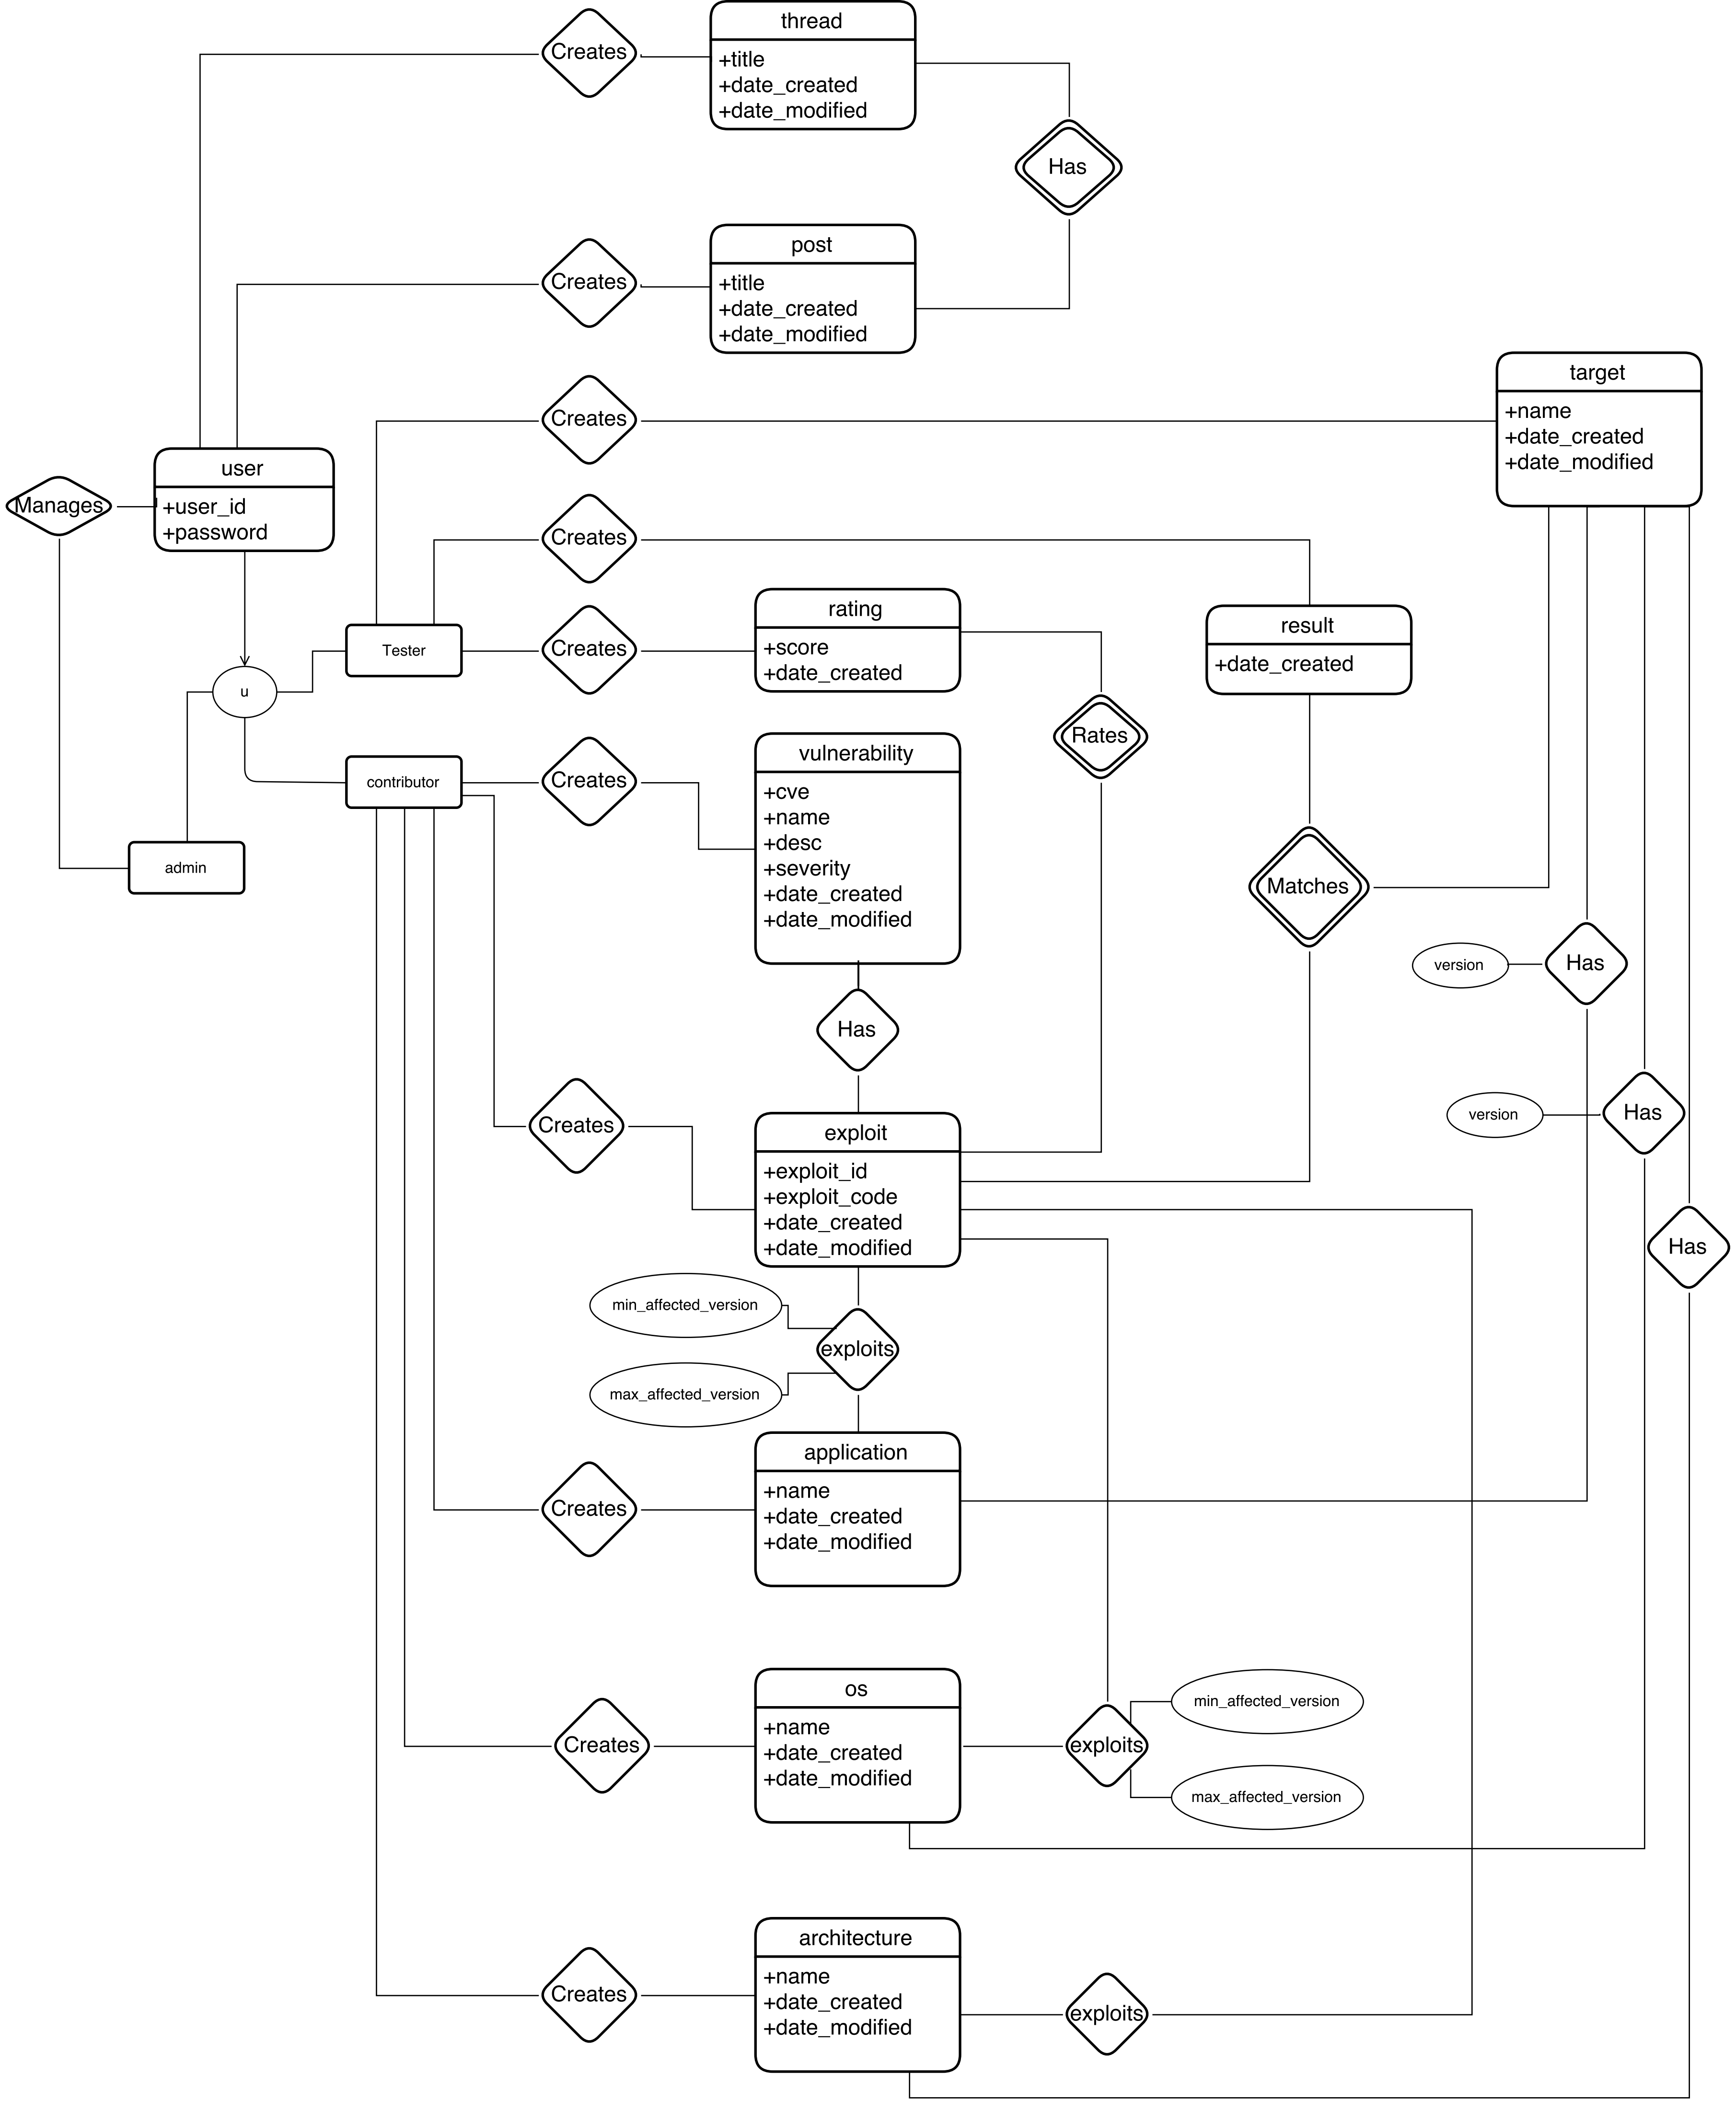 thread
Creates
+title
+date_created
+date_modified
Has
post
Creates
+title
+date_created
+date_modified
target
Creates
+name
+date_created
+date_modified
user
Manages
+user_id
+password
Creates
rating
result
Tester
Creates
+score
+date_created
+date_created
u
Rates
vulnerability
contributor
Creates
+cve
+name
+desc
+severity
+date_created
+date_modified
admin
Matches
version
Has
Has
version
Has
Creates
exploit
+exploit_id
+exploit_code
+date_created
+date_modified
Has
min_affected_version
exploits
max_affected_version
application
Creates
+name
+date_created
+date_modified
os
Creates
+name
+date_created
+date_modified
exploits
min_affected_version
max_affected_version
architecture
Creates
+name
+date_created
+date_modified
exploits